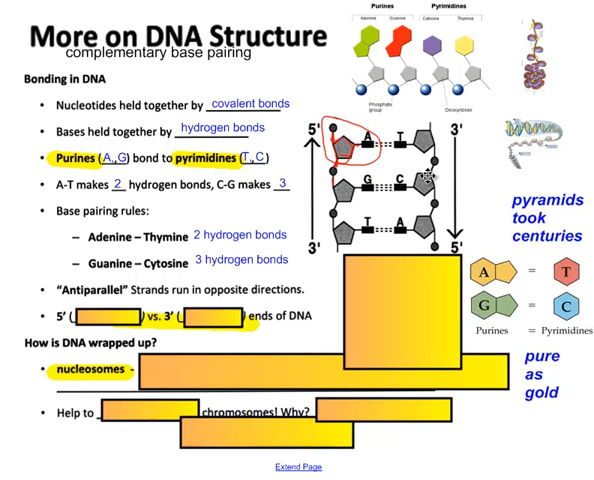 More on DNA Structure
complementary base pairing
Bonding in DNA
• Nucleotides held together by covalent bonds
• Bases held together by hydrogen bonds
• Purines (A, G) bond to pyrimidines (T, C)
• A-T makes 2 hydrogen bonds, C-G makes 3
• Base pairing rules:
– Adenine – Thymine 2 hydrogen bonds
– Guanine – Cytosine 3 hydrogen bonds
• "Antiparallel" Strands run in opposite directions.
• 5' ( ) vs. 3' ( ) ends of DNA
How is DNA wrapped up?
• nucleosomes -
• Help to chromosomes! Why?
Purines Pyrimidines
Adenine Guanine Cytosine Thymine
Phosphate group
Deoxyribose
5' A T 3'
G C
3' T A 5'
pyramids
took
centuries
A = T
G = C
Purines = Pyrimidines
pure
as
gold
Extend Page